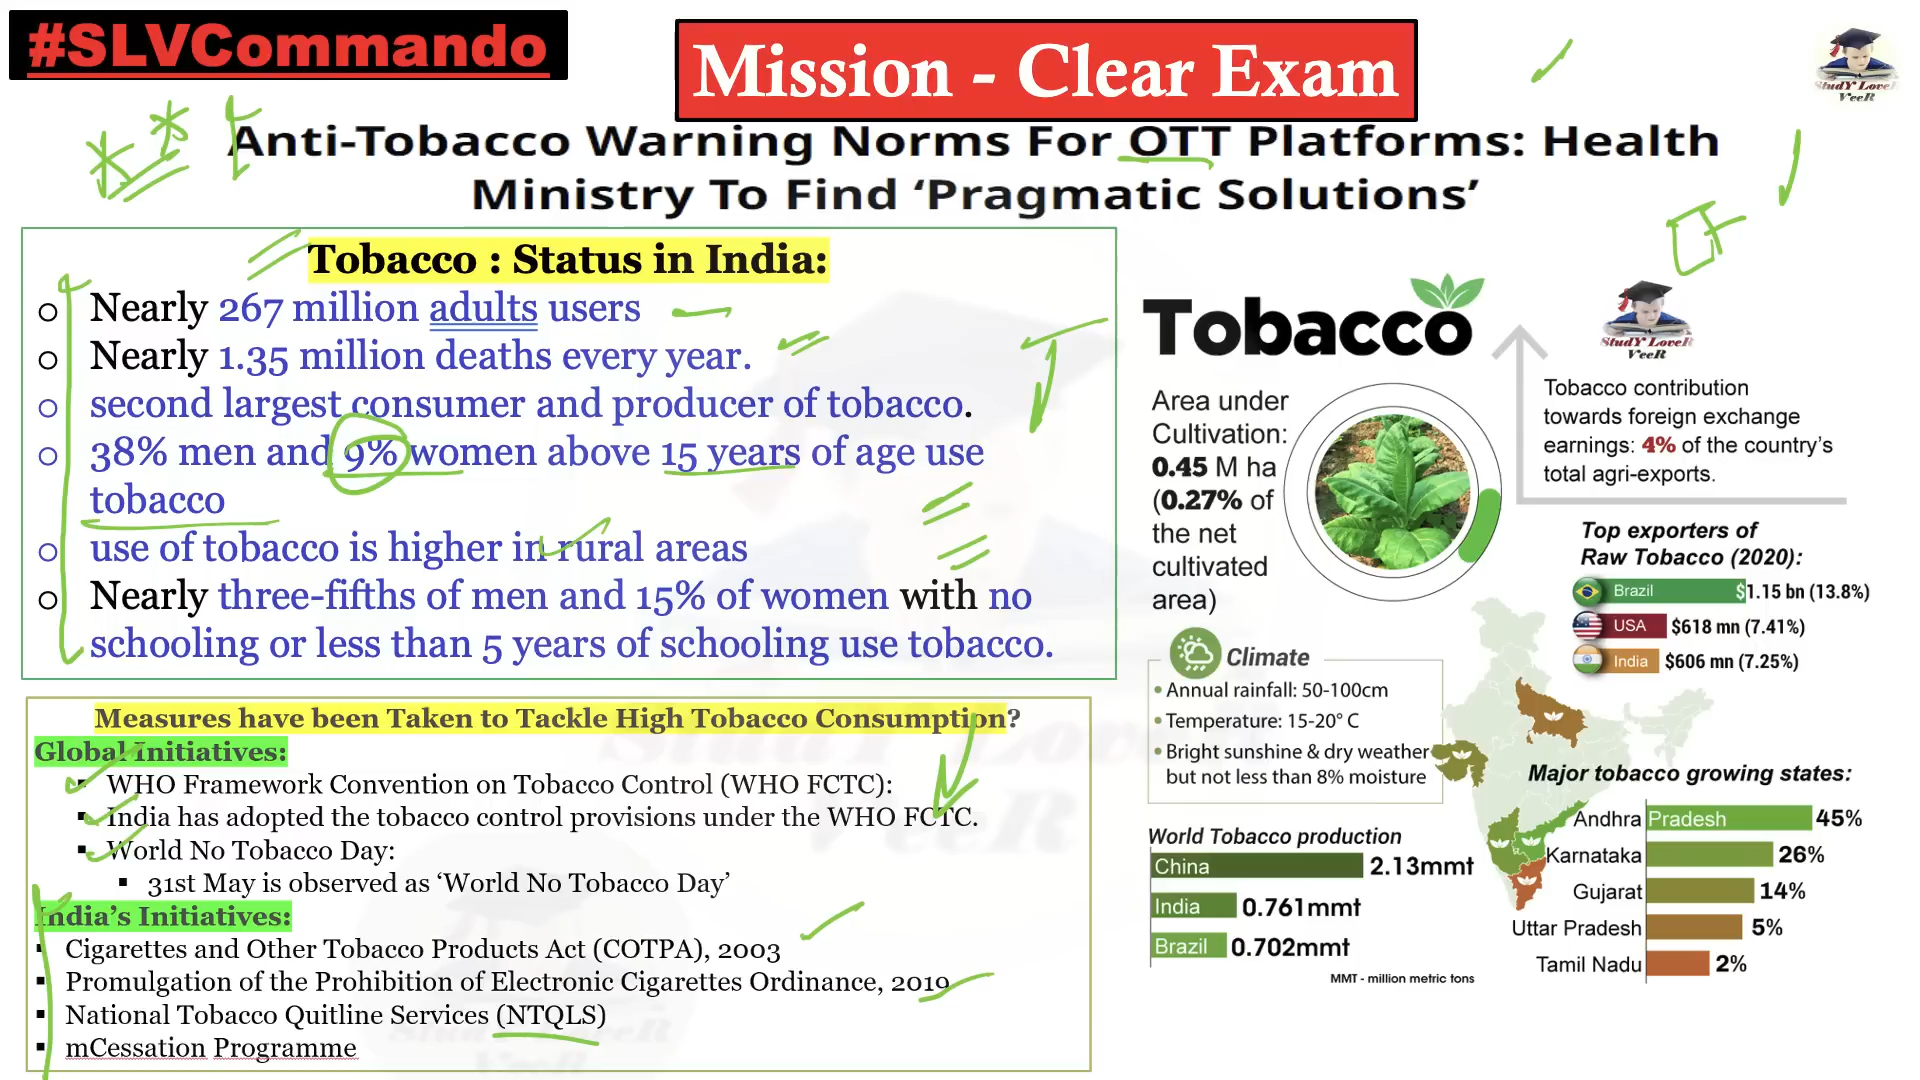 #SLVCommando
Mission - Clear Exam
StudY LoveR
VeeR
Anti-Tobacco Warning Norms For OTT Platforms: Health
Ministry To Find ‘Pragmatic Solutions’
Tobacco : Status in India:
Nearly 267 million adults users
Nearly 1.35 million deaths every year.
second largest consumer and producer of tobacco.
38% men and 9% women above 15 years of age use
tobacco
use of tobacco is higher in rural areas
Nearly three-fifths of men and 15% of women with no
schooling or less than 5 years of schooling use tobacco.
Measures have been Taken to Tackle High Tobacco Consumption?
Global Initiatives:
WHO Framework Convention on Tobacco Control (WHO FCTC):
India has adopted the tobacco control provisions under the WHO FCTC.
World No Tobacco Day:
31st May is observed as ‘World No Tobacco Day’
India’s Initiatives:
Cigarettes and Other Tobacco Products Act (COTPA), 2003
Promulgation of the Prohibition of Electronic Cigarettes Ordinance, 2019
National Tobacco Quitline Services (NTQLS)
mCessation Programme
Tobacco
StudY LoveR
VeeR
Area under
Cultivation:
0.45 M ha
(0.27% of
the net
cultivated
area)
Tobacco contribution
towards foreign exchange
earnings: 4% of the country’s
total agri-exports.
Top exporters of
Raw Tobacco (2020):
Brazil $1.15 bn (13.8%)
USA $618 mn (7.41%)
India $606 mn (7.25%)
Climate
• Annual rainfall: 50-100cm
• Temperature: 15-20° C
• Bright sunshine & dry weather
but not less than 8% moisture
World Tobacco production
China 2.13mmt
India 0.761mmt
Brazil 0.702mmt
MMT - million metric tons
Major tobacco growing states:
Andhra Pradesh 45%
Karnataka 26%
Gujarat 14%
Uttar Pradesh 5%
Tamil Nadu 2%
StudY LoveR
VeeR
StudY LoveR
VeeR